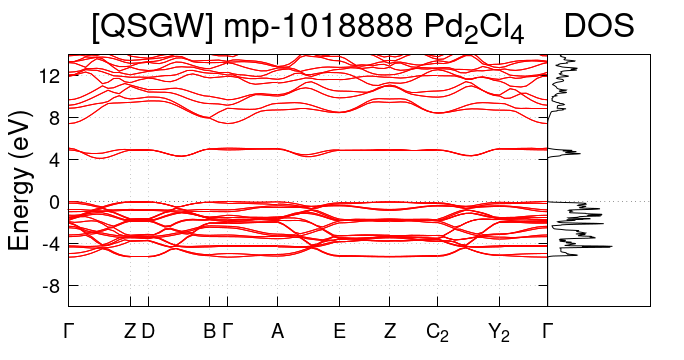 [QSGW] mp-1018888 Pd₂Cl₄ DOS
Energy (eV)
12
8
4
0
-4
-8
Γ Z D B Γ A E Z C₂ Y₂ Γ